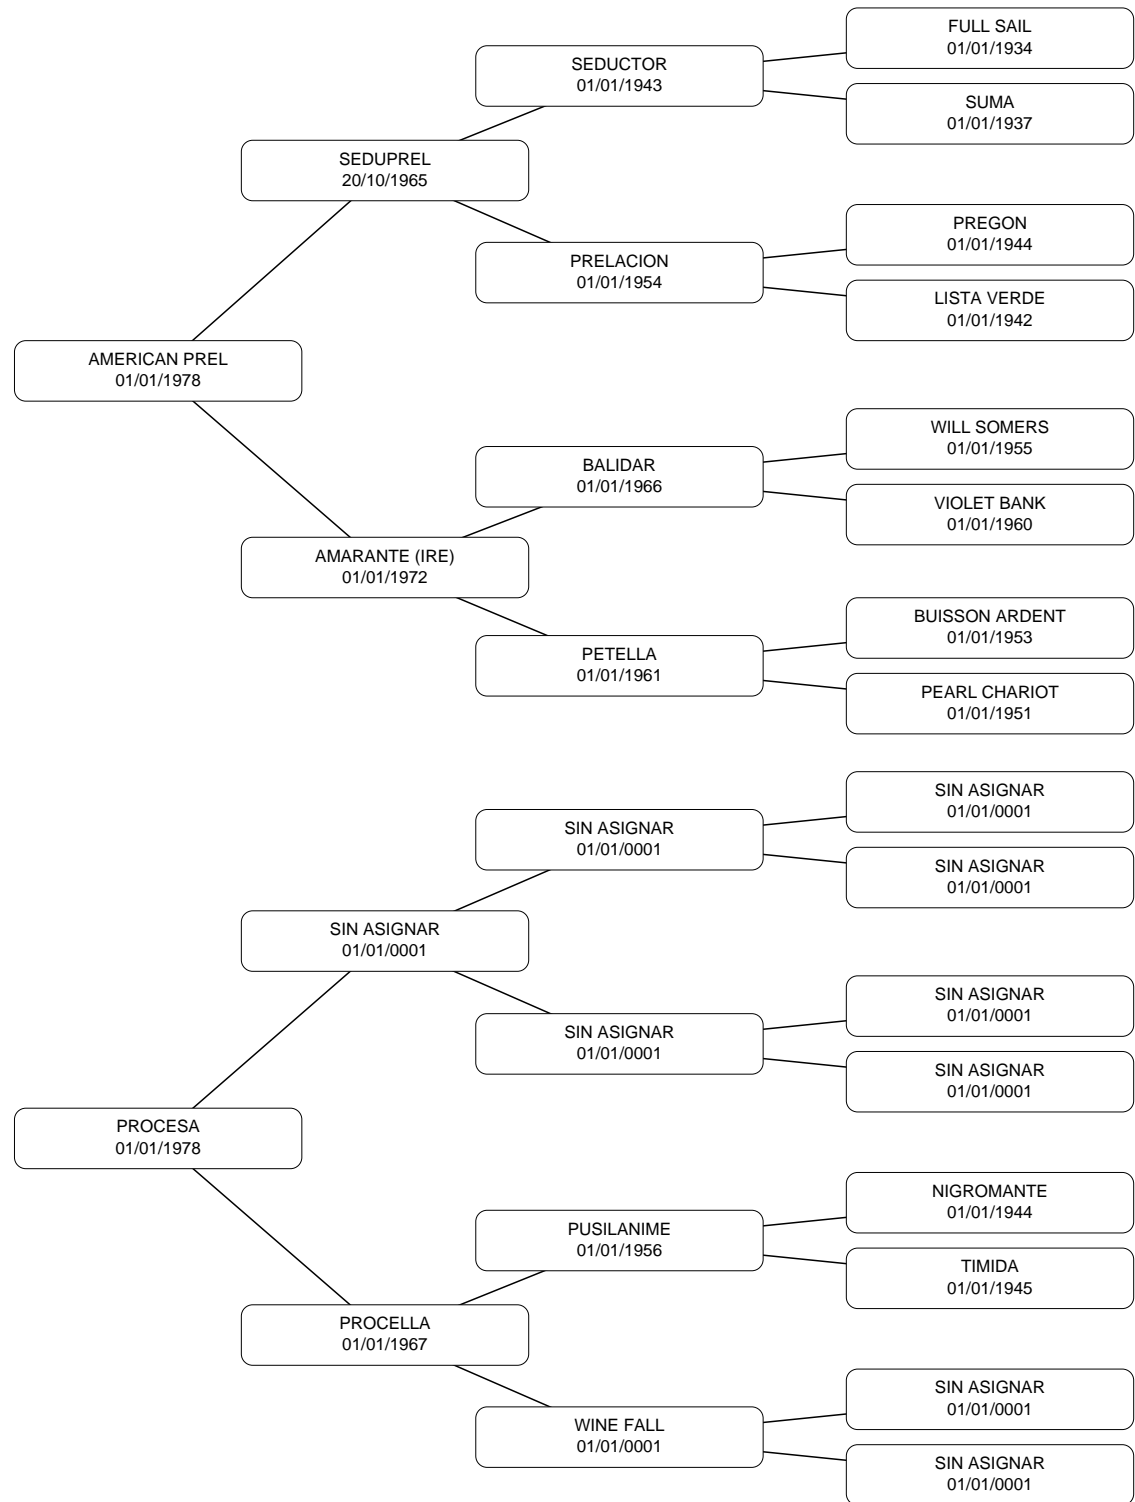 FULL SAIL
01/01/1934
SEDUCTOR
01/01/1943
SUMA
01/01/1937
SEDUPREL
20/10/1965
PREGON
01/01/1944
PRELACION
01/01/1954
LISTA VERDE
01/01/1942
AMERICAN PREL
01/01/1978
WILL SOMERS
01/01/1955
BALIDAR
01/01/1966
VIOLET BANK
01/01/1960
AMARANTE (IRE)
01/01/1972
BUISSON ARDENT
01/01/1953
PETELLA
01/01/1961
PEARL CHARIOT
01/01/1951
SIN ASIGNAR
01/01/0001
SIN ASIGNAR
01/01/0001
SIN ASIGNAR
01/01/0001
SIN ASIGNAR
01/01/0001
SIN ASIGNAR
01/01/0001
SIN ASIGNAR
01/01/0001
SIN ASIGNAR
01/01/0001
PROCESA
01/01/1978
NIGROMANTE
01/01/1944
PUSILANIME
01/01/1956
TIMIDA
01/01/1945
PROCELLA
01/01/1967
SIN ASIGNAR
01/01/0001
WINE FALL
01/01/0001
SIN ASIGNAR
01/01/0001